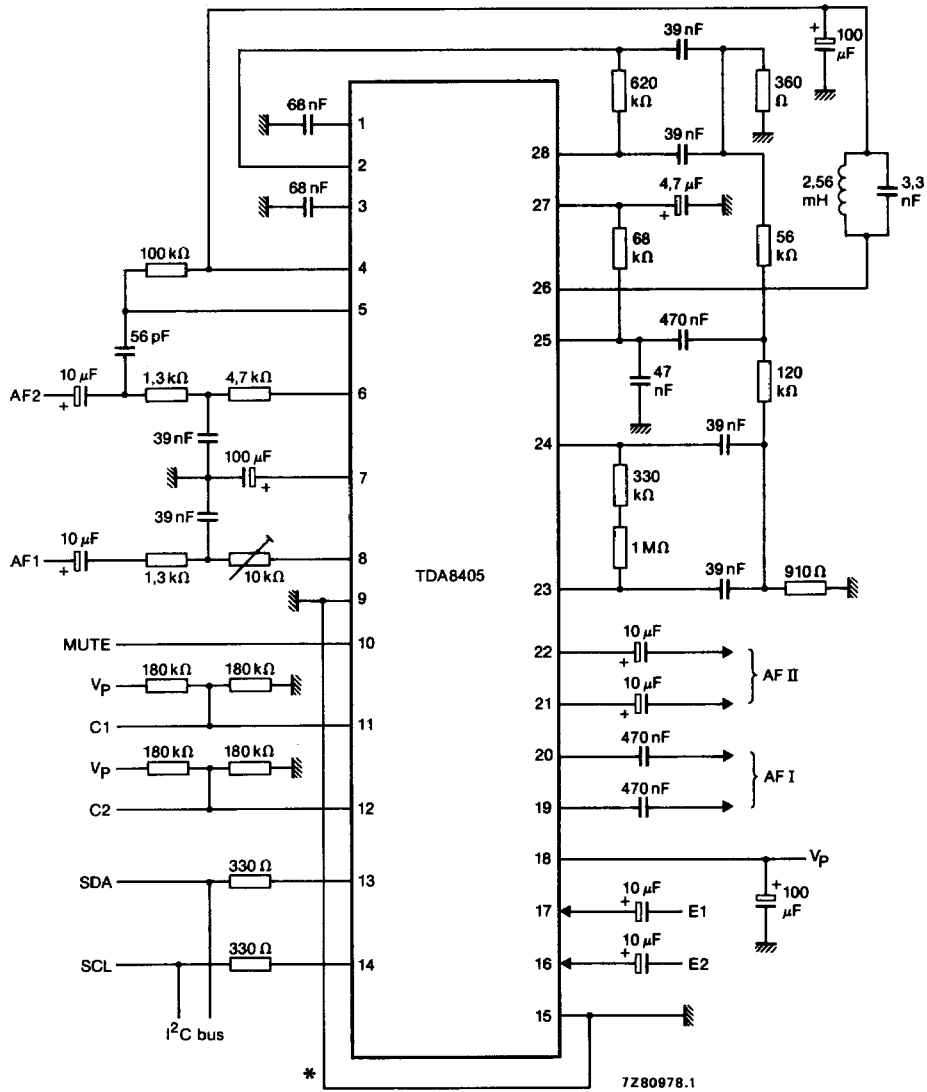 39 nF
+
100
µF
620
kΩ
360
Ω
68 nF
1
39 nF
28
2
68 nF
3
4,7 µF
27
+
2,56
mH
3,3
nF
100 kΩ
4
68
kΩ
56
kΩ
26
5
56 pF
470 nF
25
10 µF
1,3 kΩ
4,7 kΩ
47
nF
120
kΩ
AF2
+
6
39 nF
39 nF
24
100 µF
7
+
330
kΩ
39 nF
10 µF
1 MΩ
AF1
+
8
1,3 kΩ
10 kΩ
TDA8405
39 nF
910 Ω
23
9
10 µF
MUTE
10
22
+
AF II
180 kΩ
180 kΩ
10 µF
VP
21
+
C1
11
470 nF
20
180 kΩ
180 kΩ
AF I
VP
470 nF
19
C2
12
18
VP
330 Ω
SDA
13
+
100
µF
10 µF
17
+
E1
330 Ω
10 µF
SCL
14
16
+
E2
15
I²C bus
*
7Z80978.1